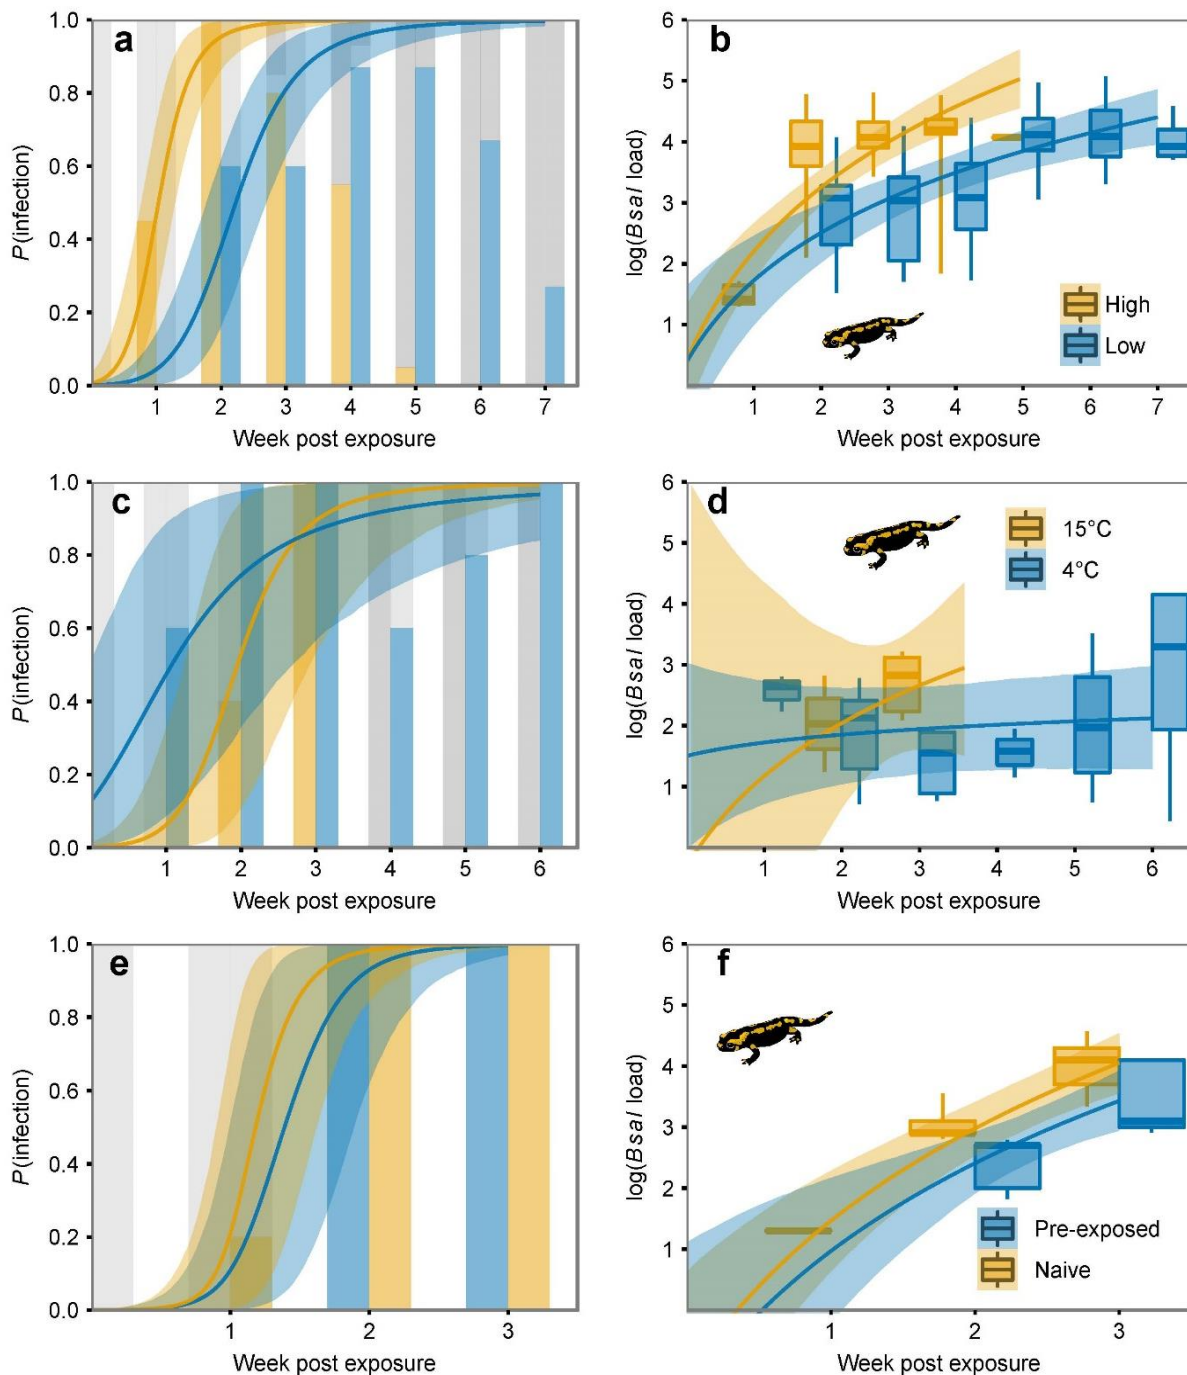 a
1.0
0.8
0.6
0.4
0.2
0.0
P(infection)
1 2 3 4 5 6 7
Week post exposure
b
6
5
4
3
2
1
log(Bsal load)
High
Low
1 2 3 4 5 6 7
Week post exposure
c
1.0
0.8
0.6
0.4
0.2
0.0
P(infection)
1 2 3 4 5 6
Week post exposure
d
6
5
4
3
2
1
log(Bsal load)
15°C
4°C
1 2 3 4 5 6
Week post exposure
e
1.0
0.8
0.6
0.4
0.2
0.0
P(infection)
1 2 3
Week post exposure
f
6
5
4
3
2
1
log(Bsal load)
Pre-exposed
Naive
1 2 3
Week post exposure